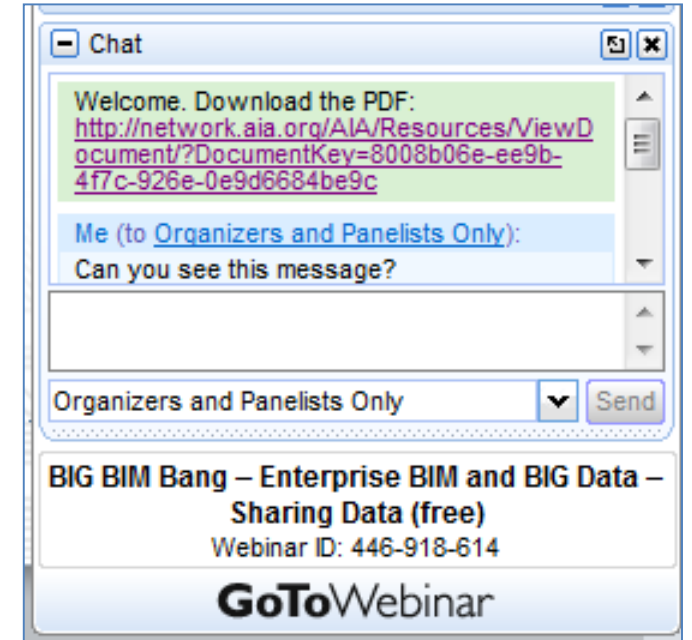 Chat
Welcome. Download the PDF:
http://network.aia.org/AIA/Resources/ViewD
ocument/?DocumentKey=8008b06e-ee9b-
4f7c-926e-0e9d6684be9c
Me (to Organizers and Panelists Only):
Can you see this message?
Organizers and Panelists Only
Send
BIG BIM Bang – Enterprise BIM and BIG Data –
Sharing Data (free)
Webinar ID: 446-918-614
GoToWebinar